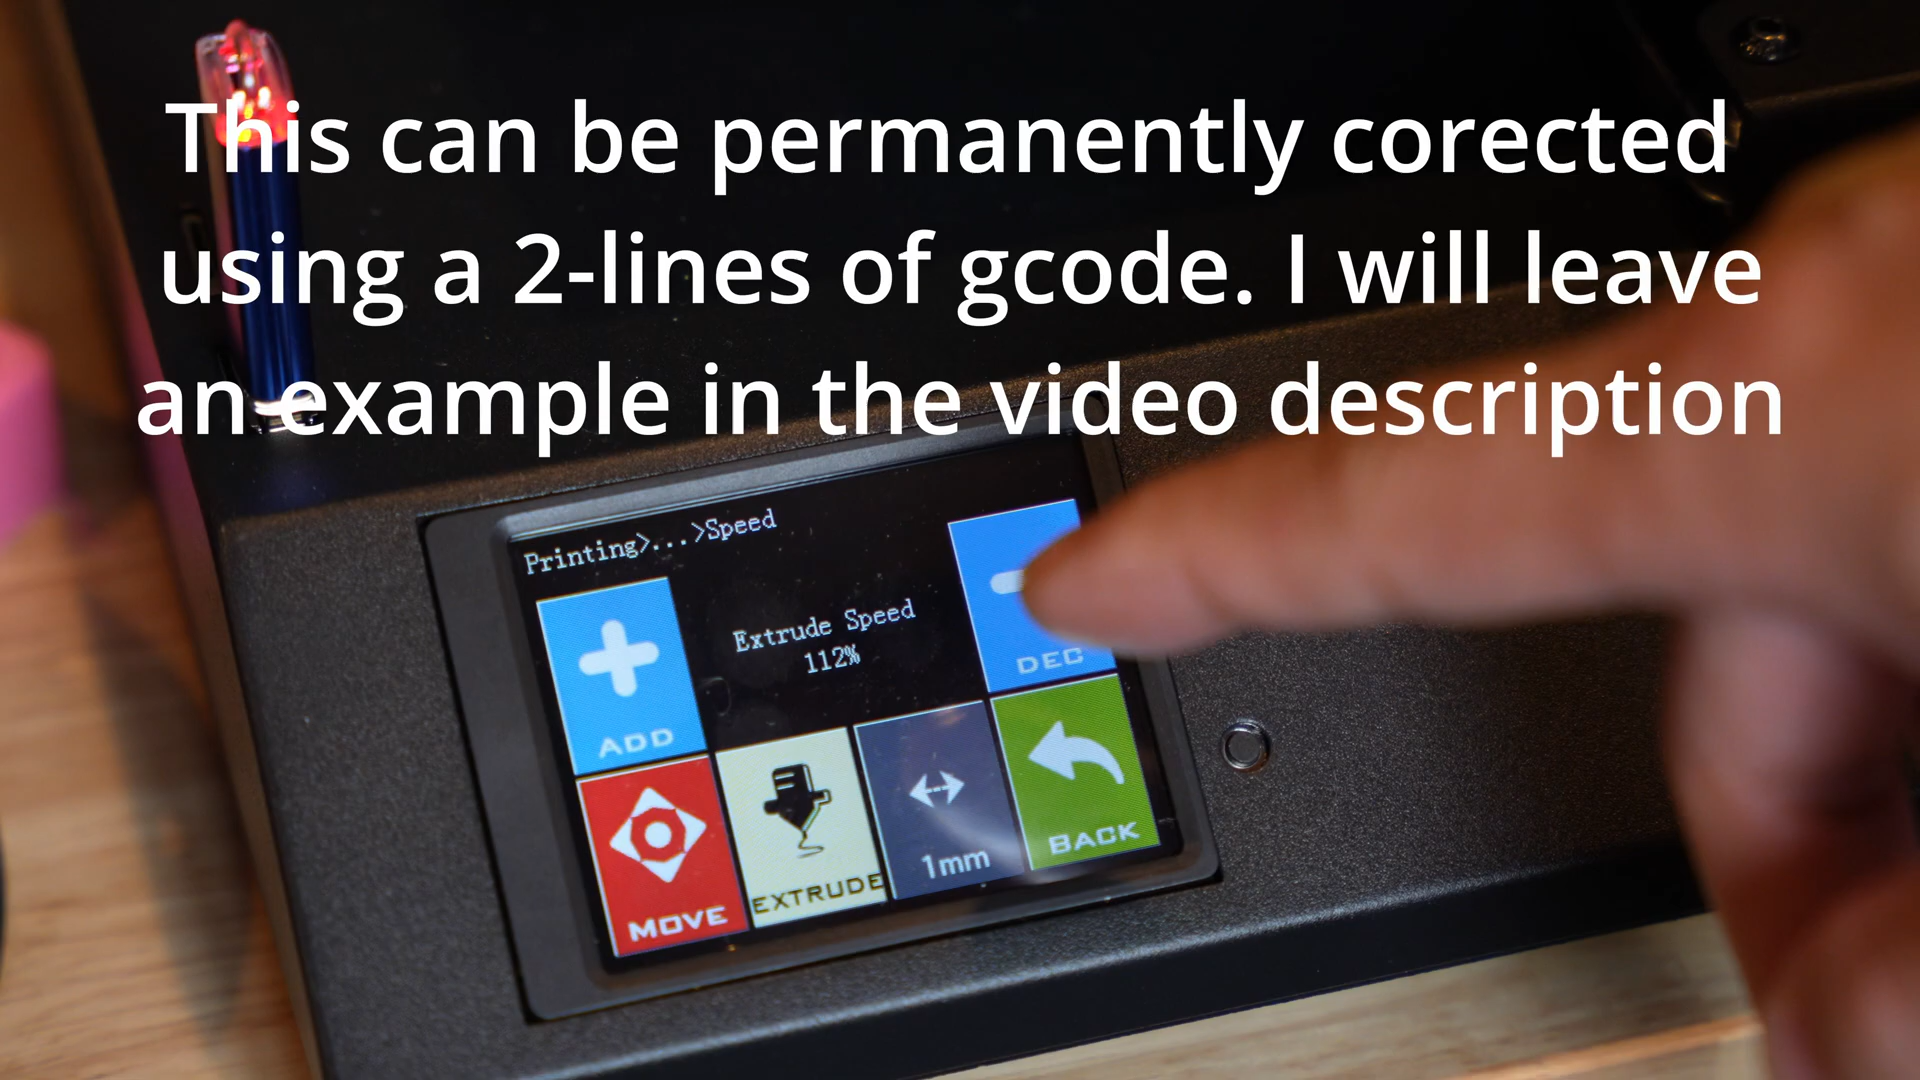 This can be permanently corected
using a 2-lines of gcode. I will leave
an example in the video description
Printing>...>Speed
Extrude Speed
112%
ADD
DEC
MOVE
EXTRUDE
1mm
BACK